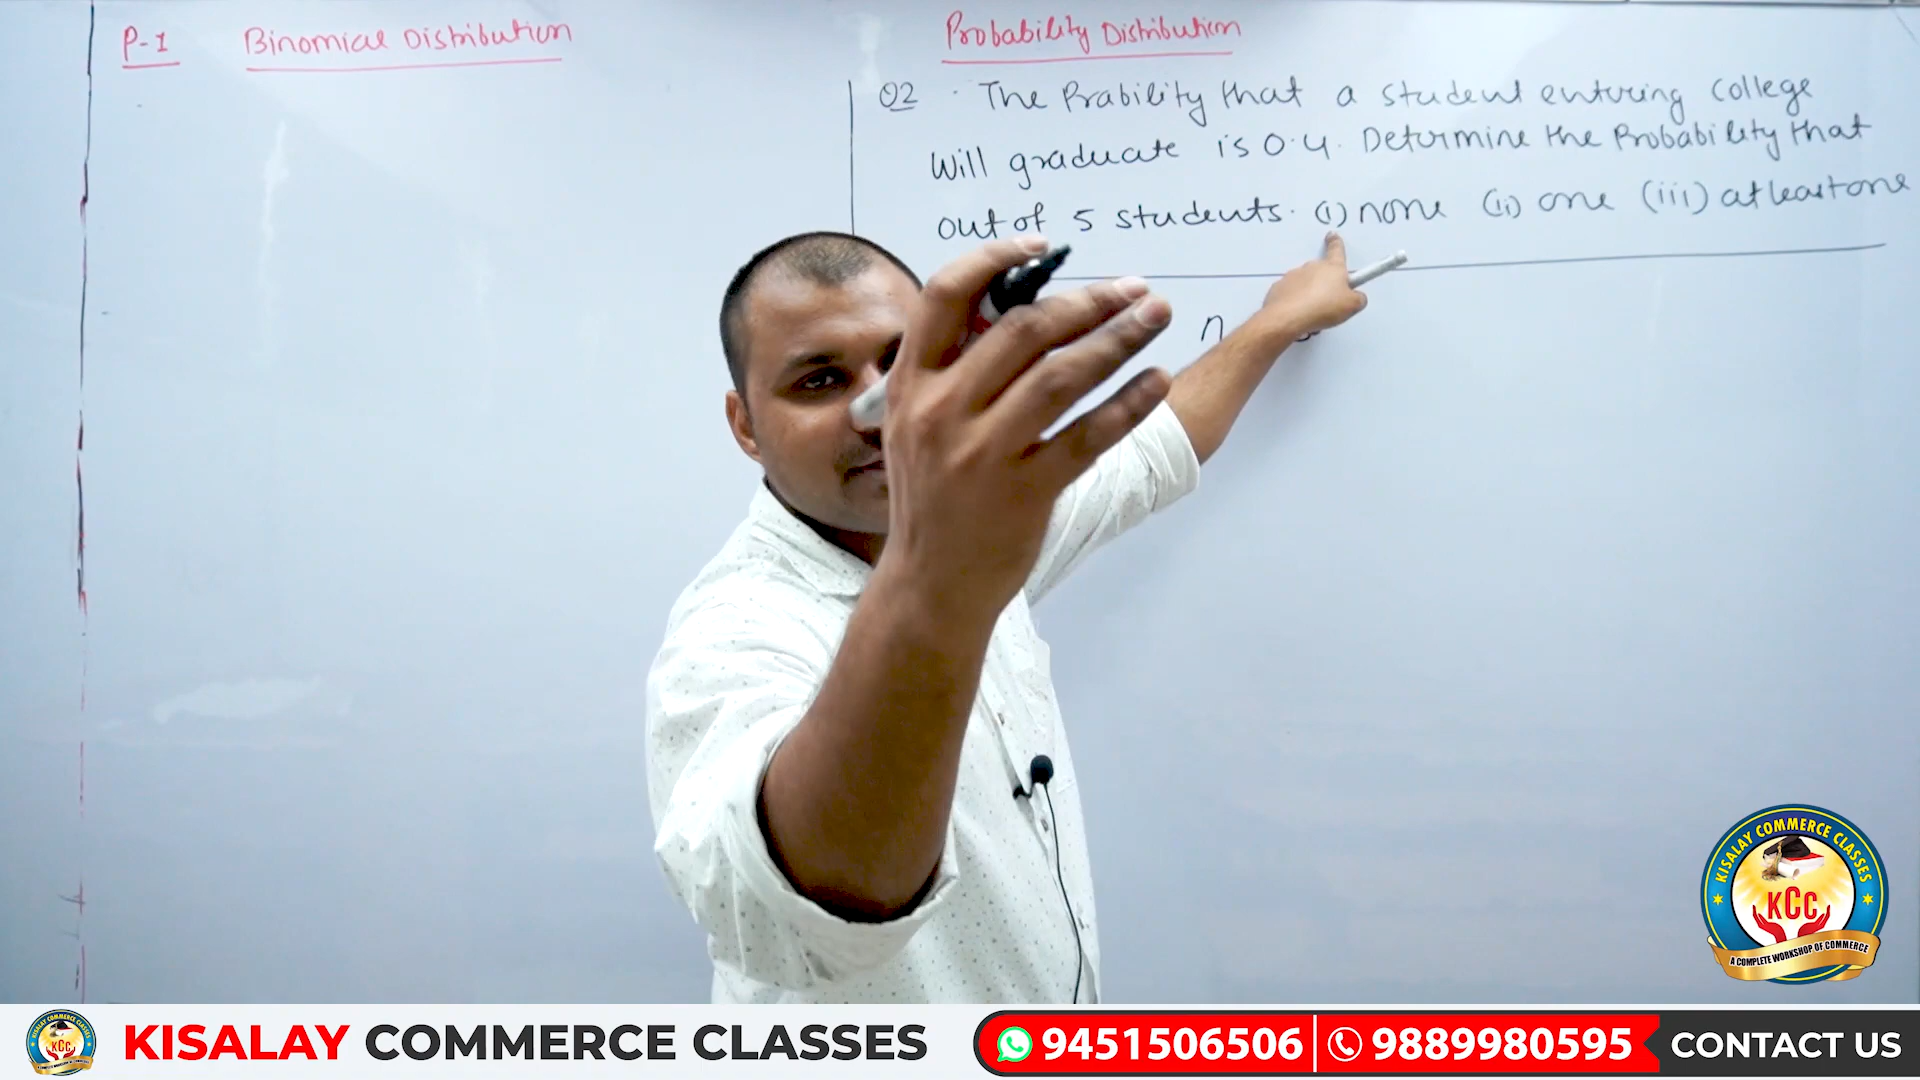 P-1 Binomial Distribution
Probability Distribution
Q2 The Prability that a student entering College
will graduate is 0.4. Determine the Probability that
out of 5 students. (i) none (ii) one (iii) at least one
n
KISALAY COMMERCE CLASSES
KCC
A COMPLETE WORKSHOP OF COMMERCE
KISALAY COMMERCE CLASSES
9451506506
9889980595
CONTACT US